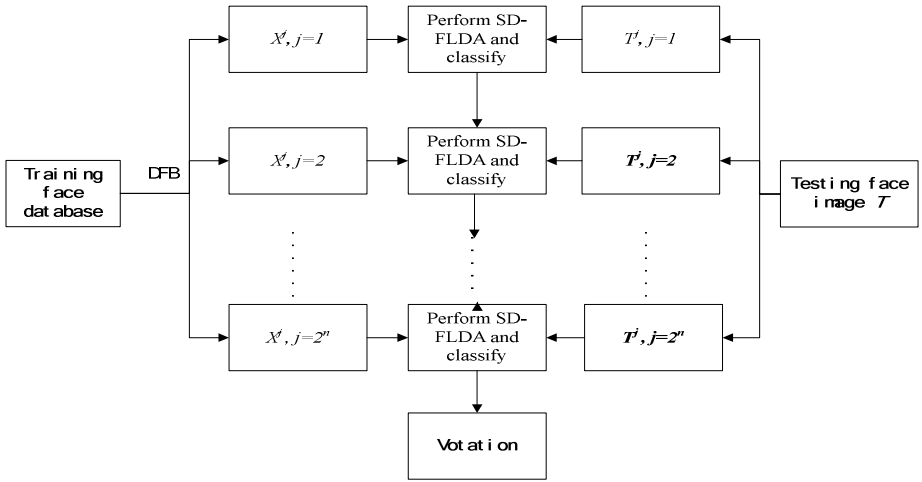 X^j, j=1
Perform SD-
FLDA and
classify
T^j, j=1
X^j, j=2
Perform SD-
FLDA and
classify
T^j, j=2
Training
face
database
DFB
Testing face
image T
X^j, j=2^n
Perform SD-
FLDA and
classify
T^j, j=2^n
Votation